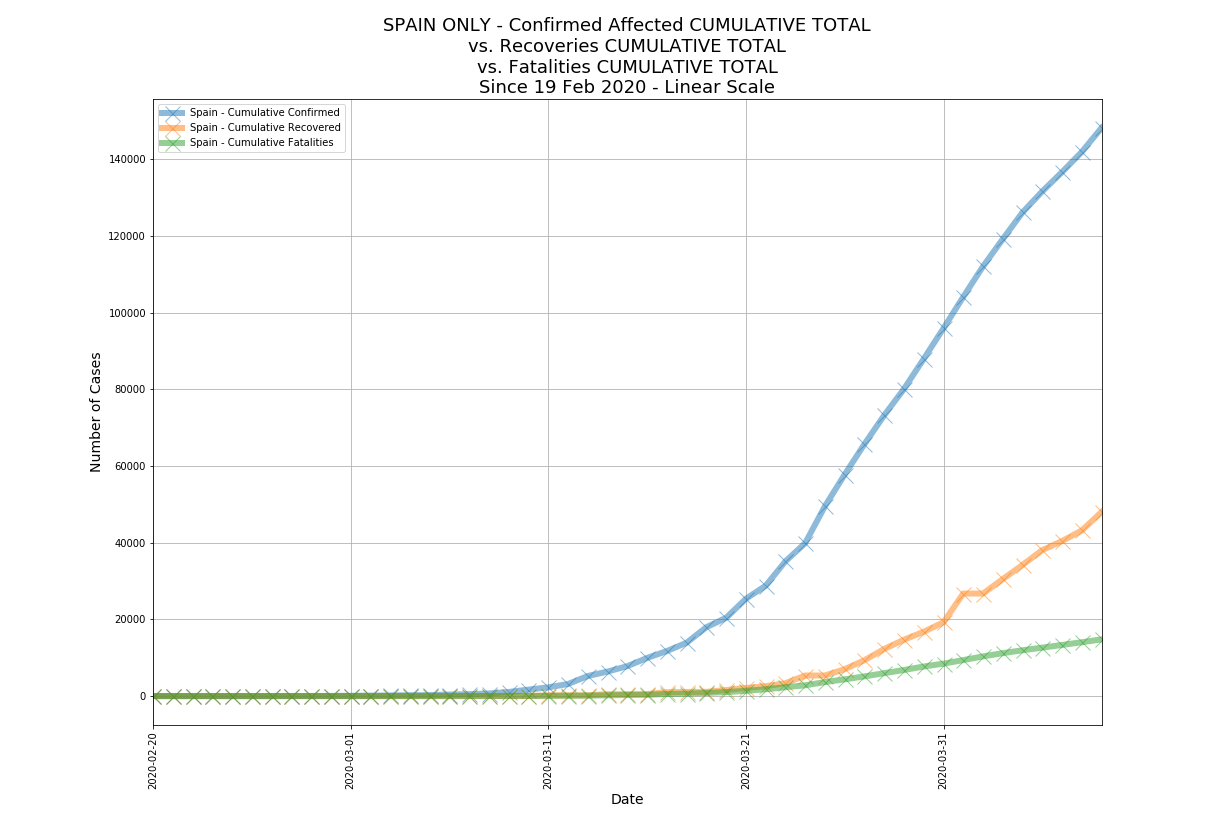 SPAIN ONLY - Confirmed Affected CUMULATIVE TOTAL
vs. Recoveries CUMULATIVE TOTAL
vs. Fatalities CUMULATIVE TOTAL
Since 19 Feb 2020 - Linear Scale
Spain - Cumulative Confirmed
Spain - Cumulative Recovered
Spain - Cumulative Fatalities
140000
120000
100000
80000
60000
40000
20000
0
Number of Cases
2020-02-20
2020-03-01
2020-03-11
2020-03-21
2020-03-31
Date